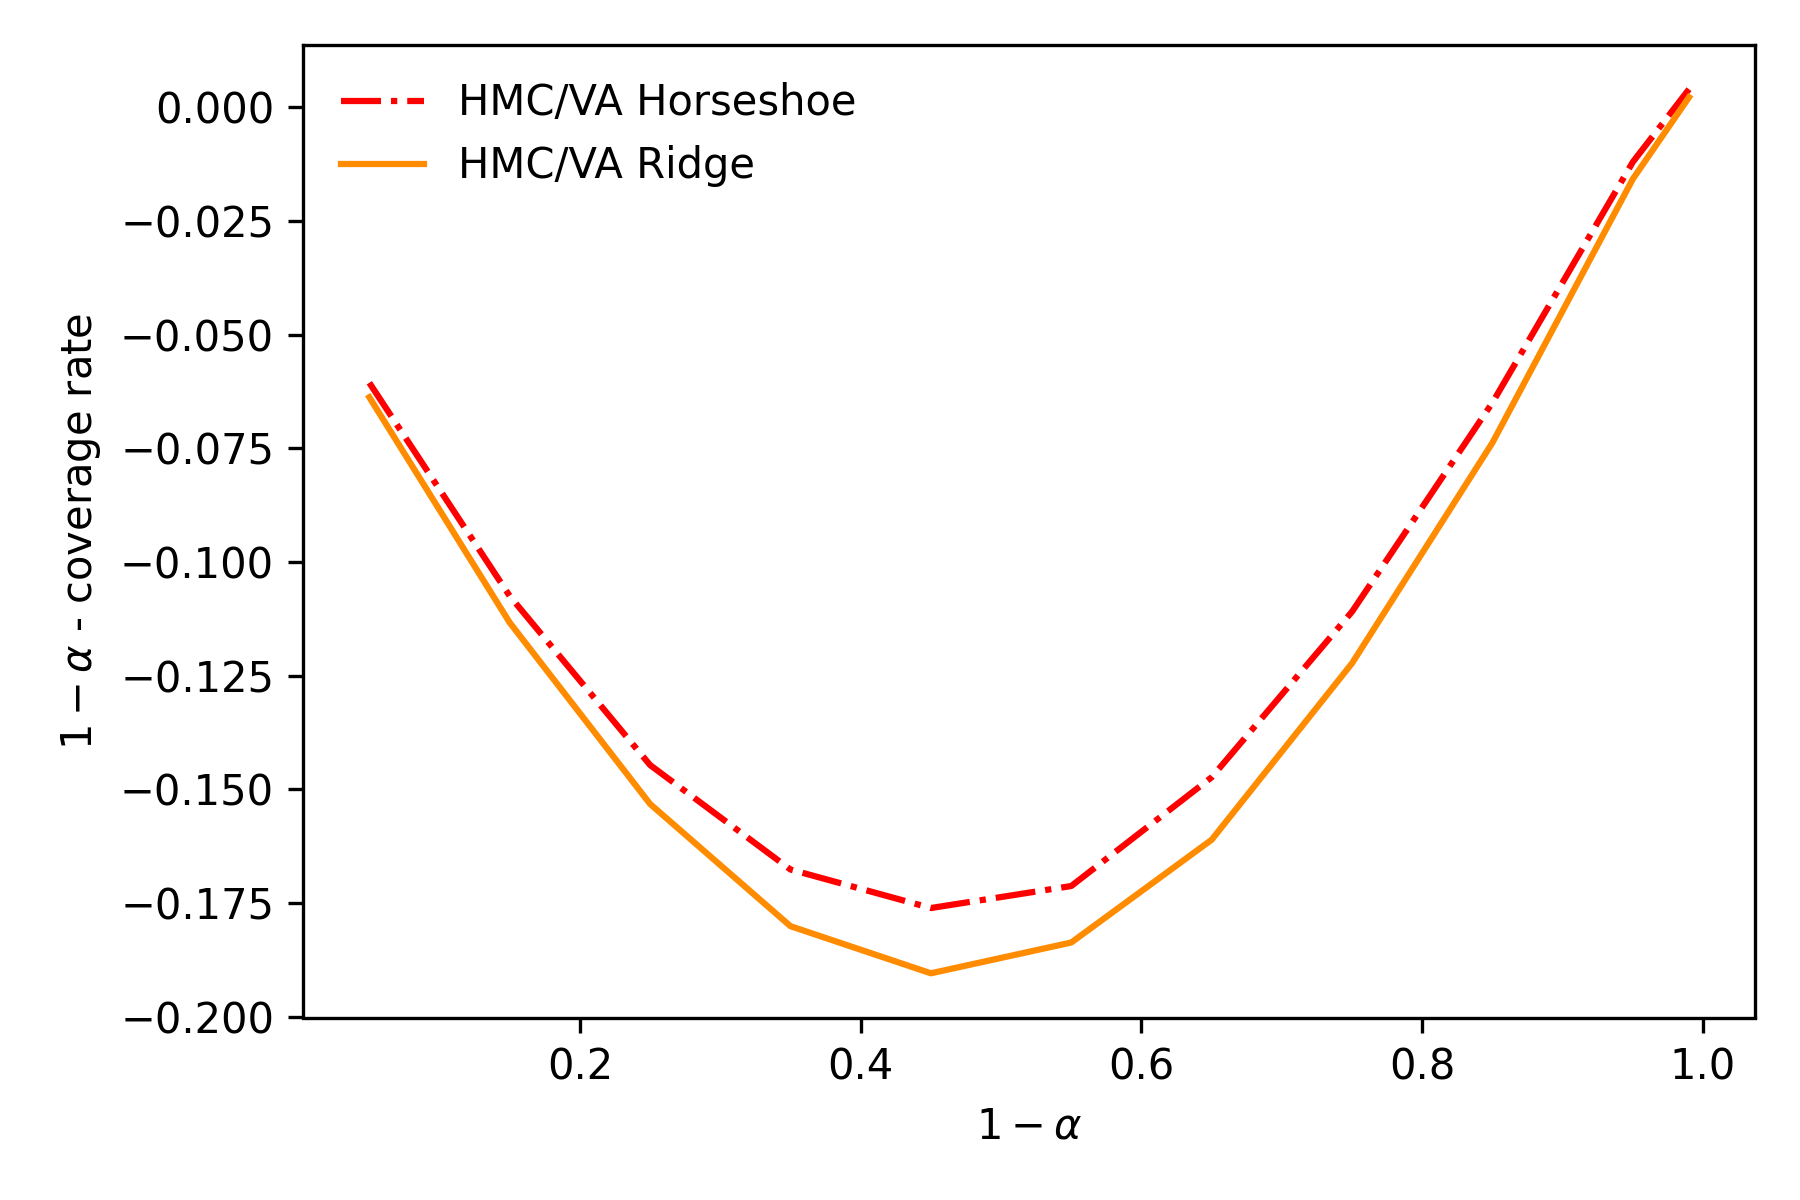 HMC/VA Horseshoe
HMC/VA Ridge
0.000
−0.025
−0.050
−0.075
−0.100
−0.125
−0.150
−0.175
−0.200
1 − α - coverage rate
0.2 0.4 0.6 0.8 1.0
1 − α